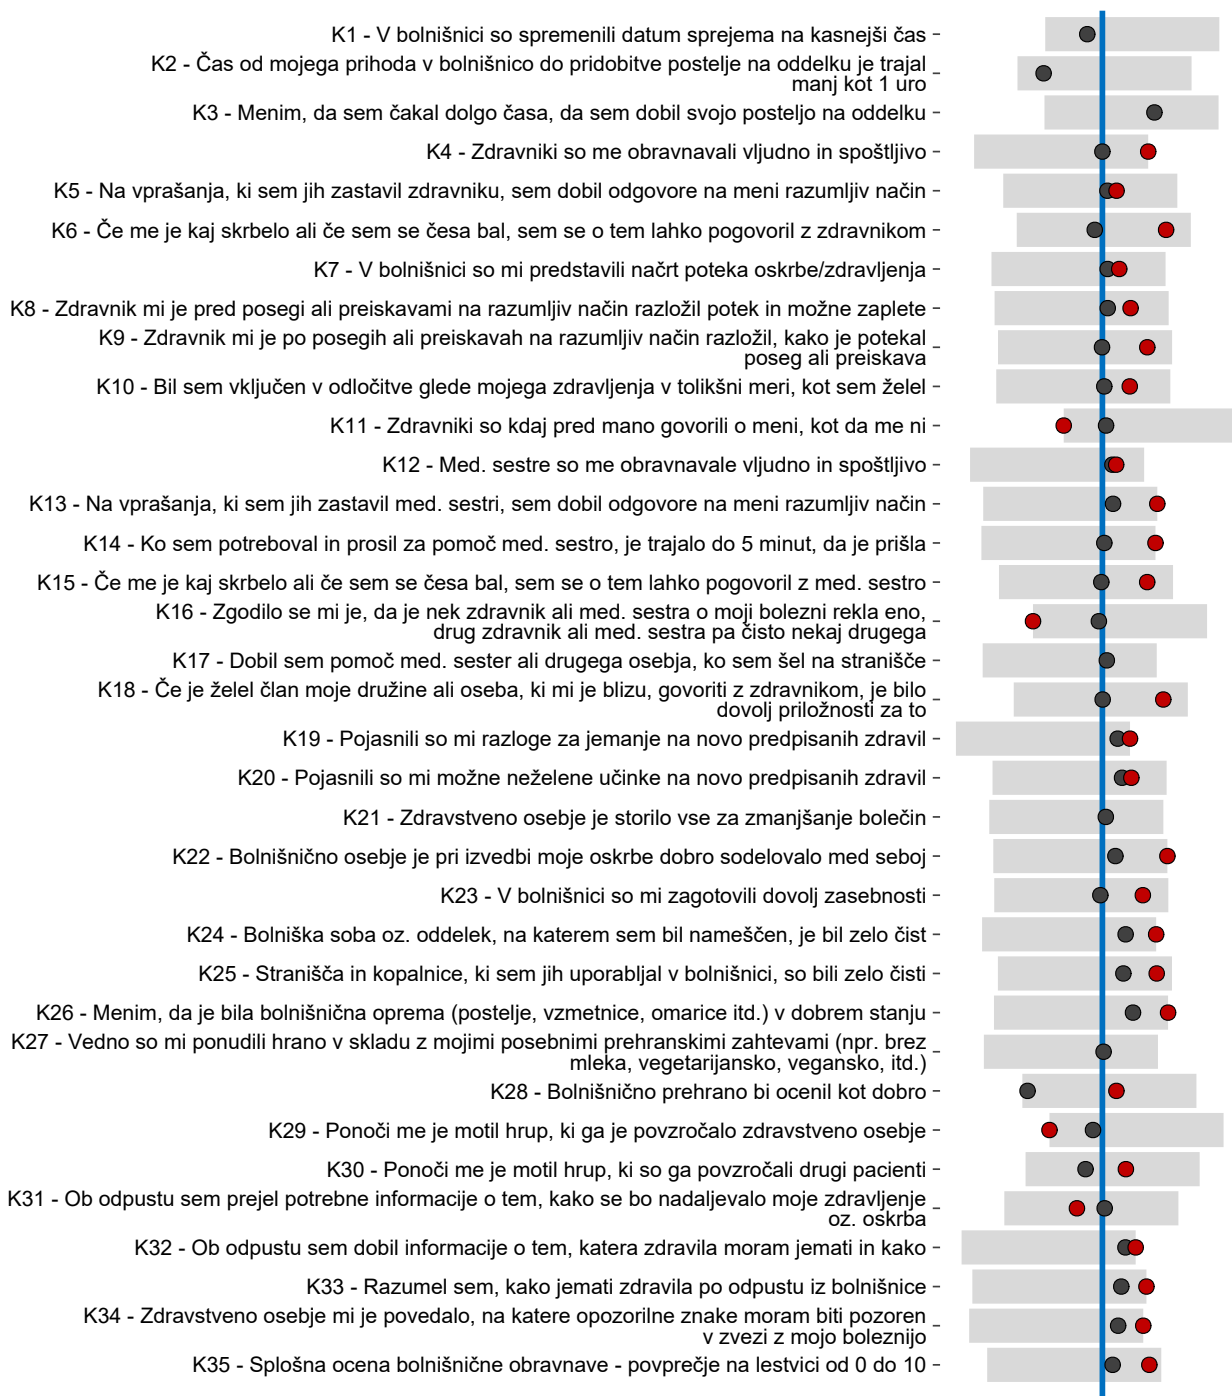 K1 - V bolnišnici so spremenili datum sprejema na kasnejši čas
K2 - Čas od mojega prihoda v bolnišnico do pridobitve postelje na oddelku je trajal
manj kot 1 uro
K3 - Menim, da sem čakal dolgo časa, da sem dobil svojo posteljo na oddelku
K4 - Zdravniki so me obravnavali vljudno in spoštljivo
K5 - Na vprašanja, ki sem jih zastavil zdravniku, sem dobil odgovore na meni razumljiv način
K6 - Če me je kaj skrbelo ali če sem se česa bal, sem se o tem lahko pogovoril z zdravnikom
K7 - V bolnišnici so mi predstavili načrt poteka oskrbe/zdravljenja
K8 - Zdravnik mi je pred posegi ali preiskavami na razumljiv način razložil potek in možne zaplete
K9 - Zdravnik mi je po posegih ali preiskavah na razumljiv način razložil, kako je potekal
poseg ali preiskava
K10 - Bil sem vključen v odločitve glede mojega zdravljenja v tolikšni meri, kot sem želel
K11 - Zdravniki so kdaj pred mano govorili o meni, kot da me ni
K12 - Med. sestre so me obravnavale vljudno in spoštljivo
K13 - Na vprašanja, ki sem jih zastavil med. sestri, sem dobil odgovore na meni razumljiv način
K14 - Ko sem potreboval in prosil za pomoč med. sestro, je trajalo do 5 minut, da je prišla
K15 - Če me je kaj skrbelo ali če sem se česa bal, sem se o tem lahko pogovoril z med. sestro
K16 - Zgodilo se mi je, da je nek zdravnik ali med. sestra o moji bolezni rekla eno,
drug zdravnik ali med. sestra pa čisto nekaj drugega
K17 - Dobil sem pomoč med. sester ali drugega osebja, ko sem šel na stranišče
K18 - Če je želel član moje družine ali oseba, ki mi je blizu, govoriti z zdravnikom, je bilo
dovolj priložnosti za to
K19 - Pojasnili so mi razloge za jemanje na novo predpisanih zdravil
K20 - Pojasnili so mi možne neželene učinke na novo predpisanih zdravil
K21 - Zdravstveno osebje je storilo vse za zmanjšanje bolečin
K22 - Bolnišnično osebje je pri izvedbi moje oskrbe dobro sodelovalo med seboj
K23 - V bolnišnici so mi zagotovili dovolj zasebnosti
K24 - Bolniška soba oz. oddelek, na katerem sem bil nameščen, je bil zelo čist
K25 - Stranišča in kopalnice, ki sem jih uporabljal v bolnišnici, so bili zelo čisti
K26 - Menim, da je bila bolnišnična oprema (postelje, vzmetnice, omarice itd.) v dobrem stanju
K27 - Vedno so mi ponudili hrano v skladu z mojimi posebnimi prehranskimi zahtevami (npr. brez
mleka, vegetarijansko, vegansko, itd.)
K28 - Bolnišnično prehrano bi ocenil kot dobro
K29 - Ponoči me je motil hrup, ki ga je povzročalo zdravstveno osebje
K30 - Ponoči me je motil hrup, ki so ga povzročali drugi pacienti
K31 - Ob odpustu sem prejel potrebne informacije o tem, kako se bo nadaljevalo moje zdravljenje
oz. oskrba
K32 - Ob odpustu sem dobil informacije o tem, katera zdravila moram jemati in kako
K33 - Razumel sem, kako jemati zdravila po odpustu iz bolnišnice
K34 - Zdravstveno osebje mi je povedalo, na katere opozorilne znake moram biti pozoren
v zvezi z mojo boleznijo
K35 - Splošna ocena bolnišnične obravnave - povprečje na lestvici od 0 do 10